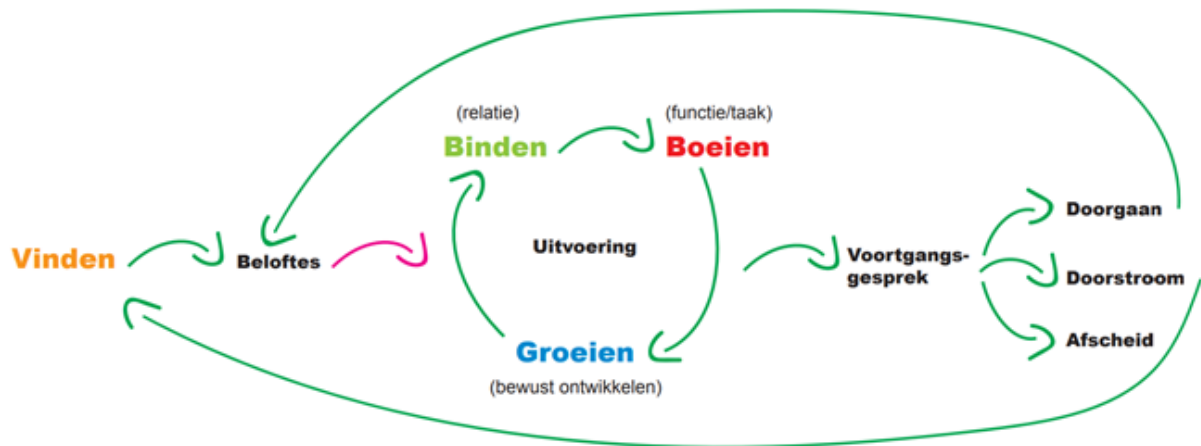 (relatie)
Binden
(functie/taak)
Boeien
Vinden
Beloftes
Uitvoering
Voortgangs-
gesprek
Doorgaan
Doorstroom
Afscheid
Groeien
(bewust ontwikkelen)